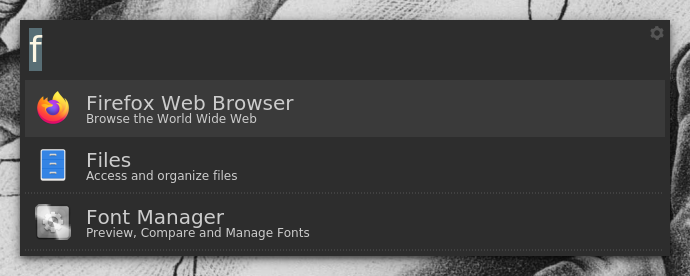 f
Firefox Web Browser
Browse the World Wide Web
Files
Access and organize files
Font Manager
Preview, Compare and Manage Fonts